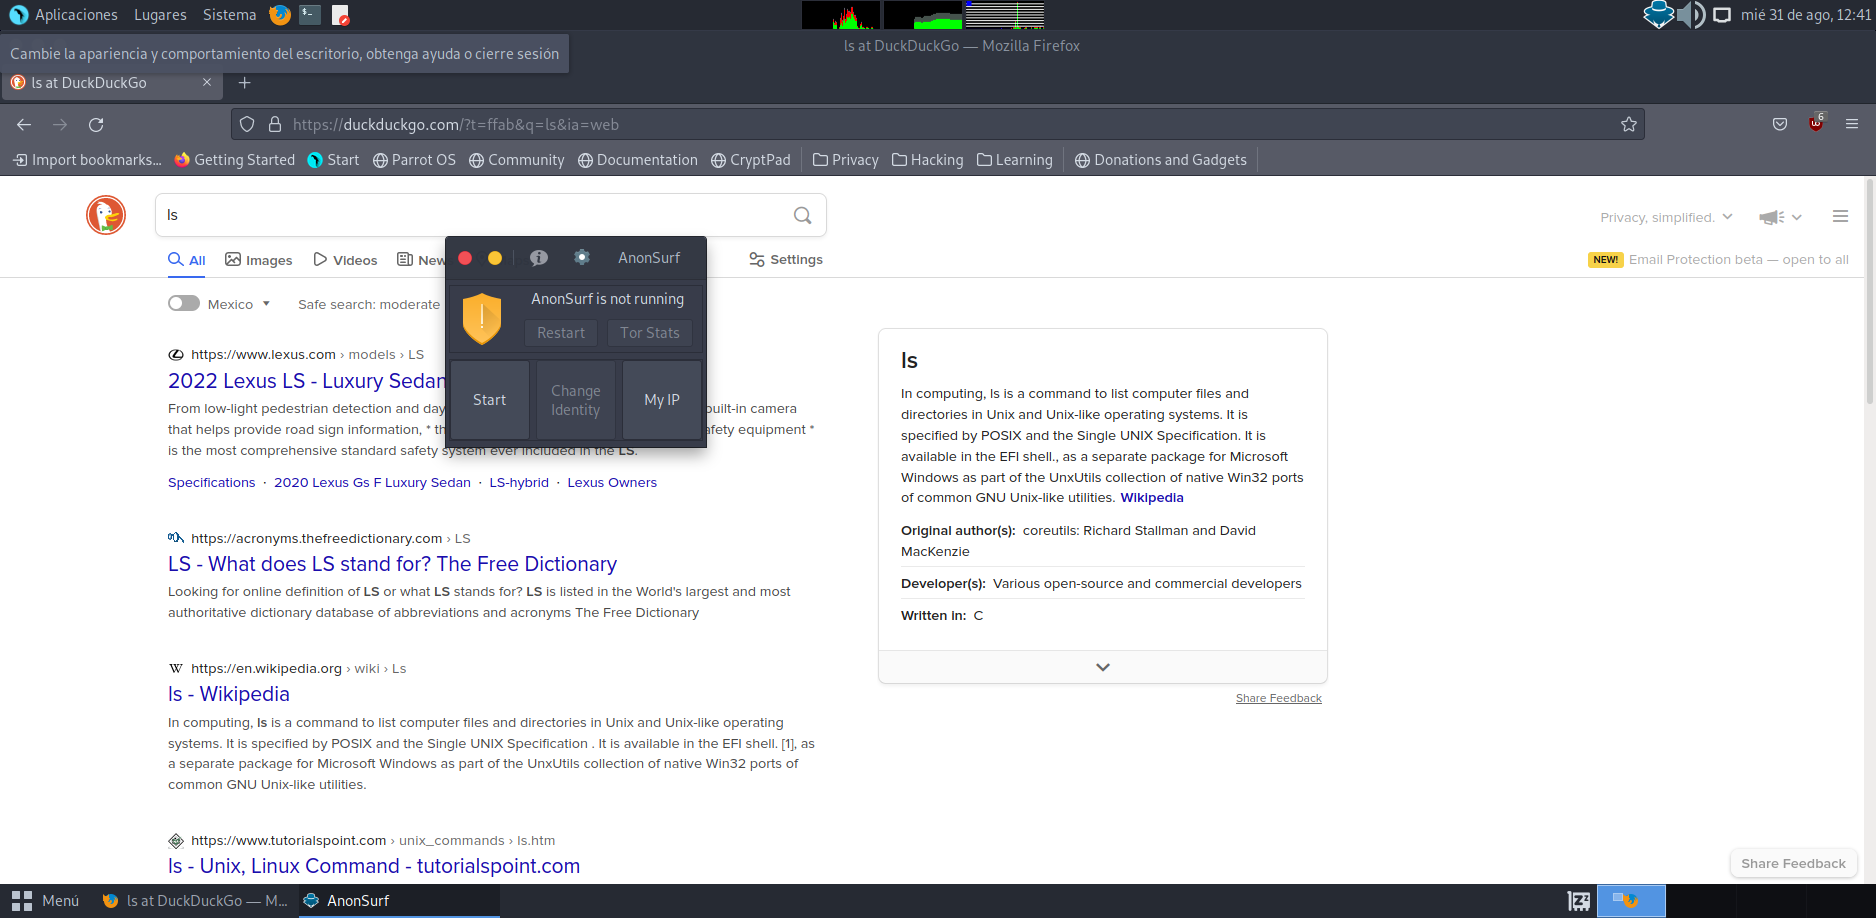 Aplicaciones Lugares Sistema
mié 31 de ago, 12:41
Cambie la apariencia y comportamiento del escritorio, obtenga ayuda o cierre sesión
ls at DuckDuckGo — Mozilla Firefox
ls at DuckDuckGo
https://duckduckgo.com/?t=ffab&q=ls&ia=web
6
Import bookmarks... Getting Started Start Parrot OS Community Documentation CryptPad Privacy Hacking Learning Donations and Gadgets
ls
Privacy, simplified.
All Images Videos New Settings
NEW! Email Protection beta — open to all
Mexico Safe search: moderate
AnonSurf
AnonSurf is not running
Restart Tor Stats
Start
Change
Identity
My IP
https://www.lexus.com › models › LS
2022 Lexus LS - Luxury Sedan
From low-light pedestrian detection and day built-in camera
that helps provide road sign information, * th afety equipment *
is the most comprehensive standard safety system ever included in the LS.
Specifications · 2020 Lexus Gs F Luxury Sedan · LS-hybrid · Lexus Owners
https://acronyms.thefreedictionary.com › LS
LS - What does LS stand for? The Free Dictionary
Looking for online definition of LS or what LS stands for? LS is listed in the World's largest and most
authoritative dictionary database of abbreviations and acronyms The Free Dictionary
https://en.wikipedia.org › wiki › Ls
ls - Wikipedia
In computing, ls is a command to list computer files and directories in Unix and Unix-like operating
systems. It is specified by POSIX and the Single UNIX Specification . It is available in the EFI shell. [1], as
a separate package for Microsoft Windows as part of the UnxUtils collection of native Win32 ports of
common GNU Unix-like utilities.
https://www.tutorialspoint.com › unix_commands › ls.htm
ls - Unix, Linux Command - tutorialspoint.com
ls
In computing, ls is a command to list computer files and
directories in Unix and Unix-like operating systems. It is
specified by POSIX and the Single UNIX Specification. It is
available in the EFI shell., as a separate package for Microsoft
Windows as part of the UnxUtils collection of native Win32 ports
of common GNU Unix-like utilities. Wikipedia
Original author(s): coreutils: Richard Stallman and David
MacKenzie
Developer(s): Various open-source and commercial developers
Written in: C
Share Feedback
Share Feedback
Menú ls at DuckDuckGo — M... AnonSurf